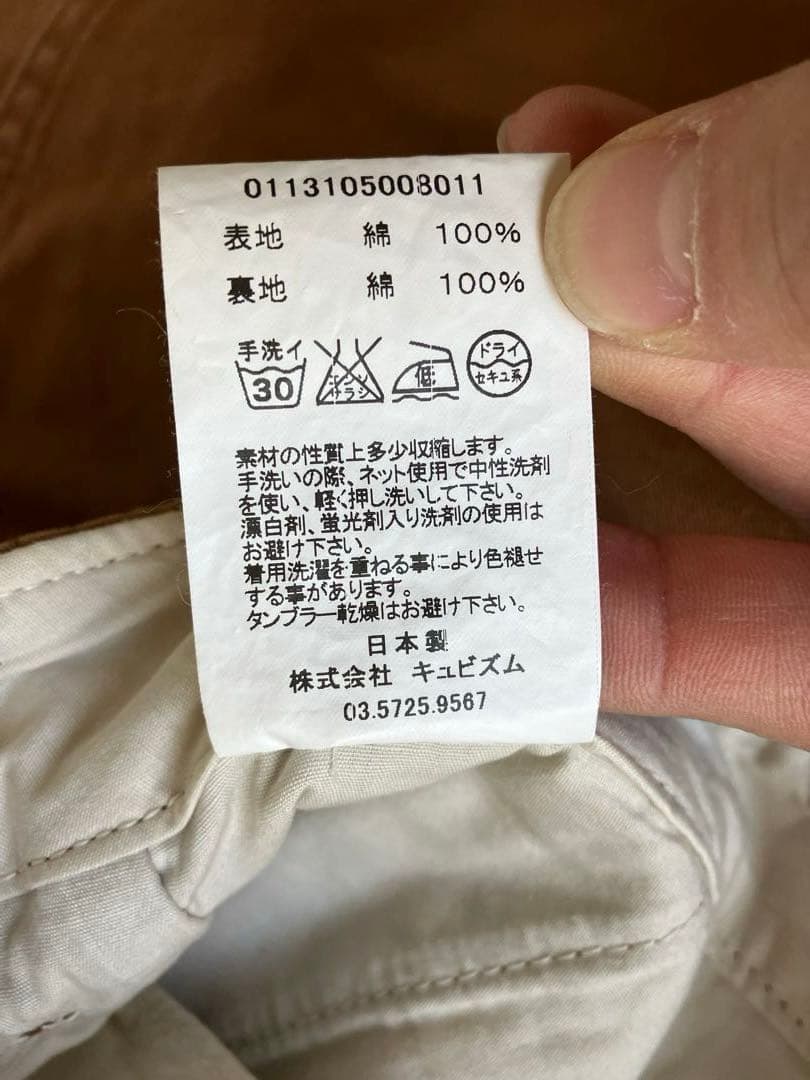 0113105008011
表地 綿 100%
裏地 綿 100%
手洗イ
30
エンソ
サラシ
低
ドライ
セキユ系
素材の性質上多少収縮します。
手洗いの際、ネット使用で中性洗剤
を使い、軽く押し洗いして下さい。
漂白剤、蛍光剤入り洗剤の使用は
お避け下さい。
着用洗濯を重ねる事により色褪せ
する事があります。
タンブラー乾燥はお避け下さい。
日本製
株式会社 キュビズム
03.5725.9567